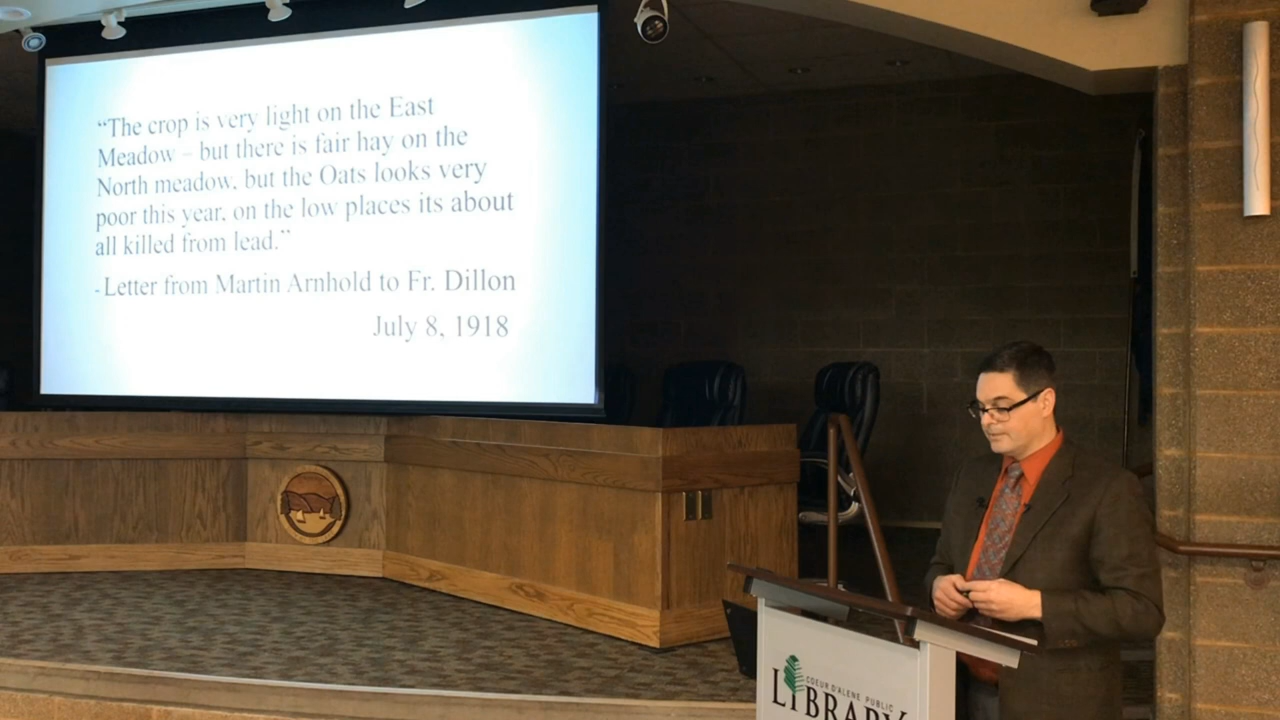 “The crop is very light on the East
Meadow – but there is fair hay on the
North meadow, but the Oats looks very
poor this year, on the low places its about
all killed from lead.”
-Letter from Martin Arnhold to Fr. Dillon
July 8, 1918
COEUR D'ALENE PUBLIC
LIBRARY